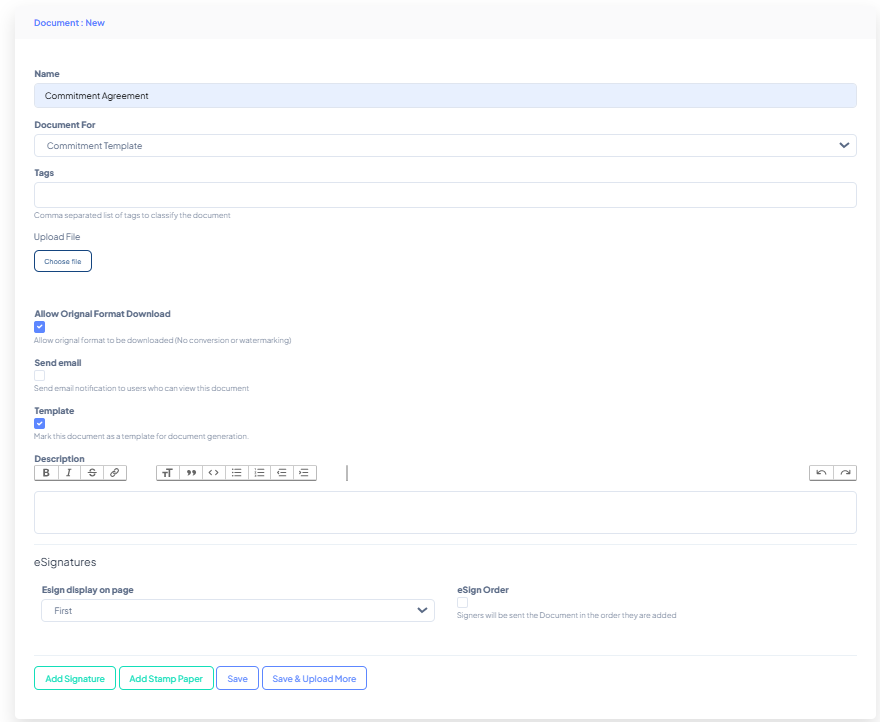 Document : New
Name
Commitment Agreement
Document For
Commitment Template
Tags
Comma separated list of tags to classify the document
Upload File
Choose file
Allow Orignal Format Download
Allow orignal format to be downloaded (No conversion or watermarking)
Send email
Send email notification to users who can view this document
Template
Mark this document as a template for document generation.
Description
eSignatures
Esign display on page eSign Order
First
Signers will be sent the Document in the order they are added
Add Signature Add Stamp Paper Save Save & Upload More